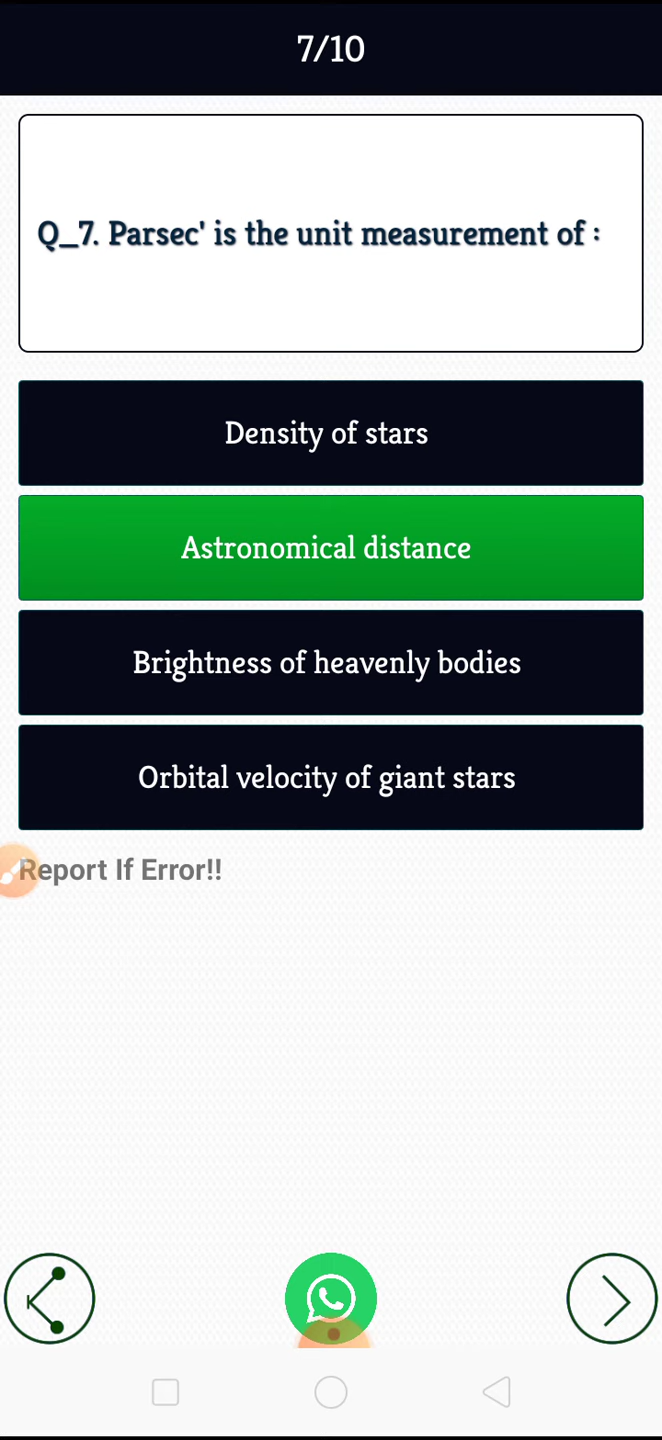 7/10
Q_7. Parsec' is the unit measurement of :
Density of stars
Astronomical distance
Brightness of heavenly bodies
Orbital velocity of giant stars
Report If Error!!